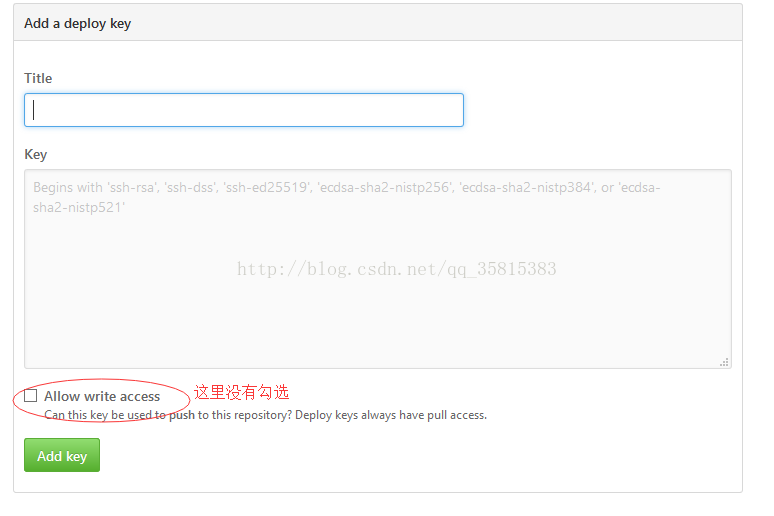 Add a deploy key
Title
Key
Begins with 'ssh-rsa', 'ssh-dss', 'ssh-ed25519', 'ecdsa-sha2-nistp256', 'ecdsa-sha2-nistp384', or 'ecdsa-
sha2-nistp521'
http://blog.csdn.net/qq_35815383
Allow write access 这里没有勾选
Can this key be used to push to this repository? Deploy keys always have pull access.
Add key